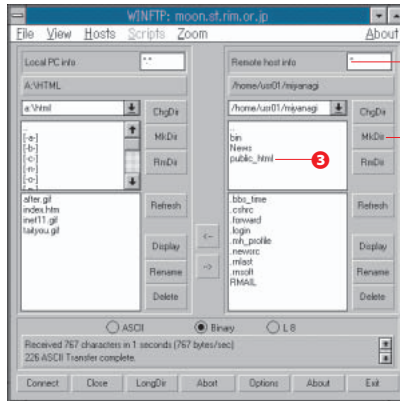 WINFTP: moon.st.rim.or.jp
File View Hosts Scripts Zoom About
Local PC info
*.*
A:\HTML
a:\html
ChgDir
MkDir
RmDir
..
[-a-]
[-b-]
[-c-]
[-n-]
[-o-]
after.gif
index.htm
inet11.gif
taiyou.gif
Refresh
Display
Rename
Delete
<--
-->
Remote host info
*
/home/usr01/miyanagi
/home/usr01/miyanagi
ChgDir
MkDir
RmDir
..
bin
News
public_html
3
.bbs_time
.cshrc
.forward
.login
.mh_profile
.newsrc
.mlast
.msoft
RMAIL
Refresh
Display
Rename
Delete
ASCII Binary L 8
Received 767 characters in 1 seconds (767 bytes/sec)
226 ASCII Transfer complete.
Connect Close LongDir Abort Options About Exit